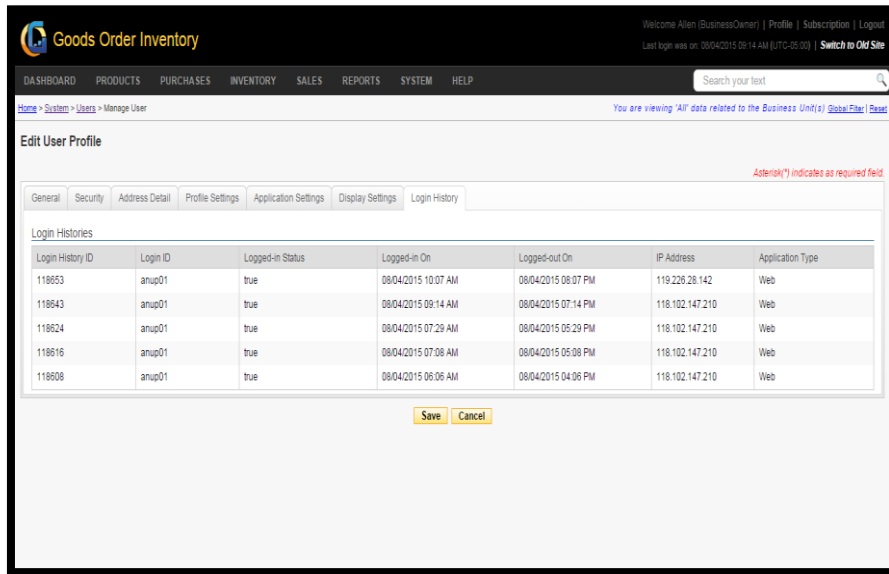 Welcome Allen (BusinessOwner) | Profile | Subscription | Logout
Goods Order Inventory
Last login was on: 08/04/2015 09:14 AM (UTC-05:00) | Switch to Old Site
DASHBOARD PRODUCTS PURCHASES INVENTORY SALES REPORTS SYSTEM HELP Search your text
Home > System > Users > Manage User You are viewing 'All' data related to the Business Unit(s) Global Filter | Reset
Edit User Profile
Asterisk(*) indicates as required field.
General Security Address Detail Profile Settings Application Settings Display Settings Login History
Login Histories
Login History ID Login ID Logged-in Status Logged-in On Logged-out On IP Address Application Type
118653 anup01 true 08/04/2015 10:07 AM 08/04/2015 08:07 PM 119.226.28.142 Web
118643 anup01 true 08/04/2015 09:14 AM 08/04/2015 07:14 PM 118.102.147.210 Web
118624 anup01 true 08/04/2015 07:29 AM 08/04/2015 05:29 PM 118.102.147.210 Web
118616 anup01 true 08/04/2015 07:08 AM 08/04/2015 05:08 PM 118.102.147.210 Web
118608 anup01 true 08/04/2015 06:06 AM 08/04/2015 04:06 PM 118.102.147.210 Web
Save Cancel